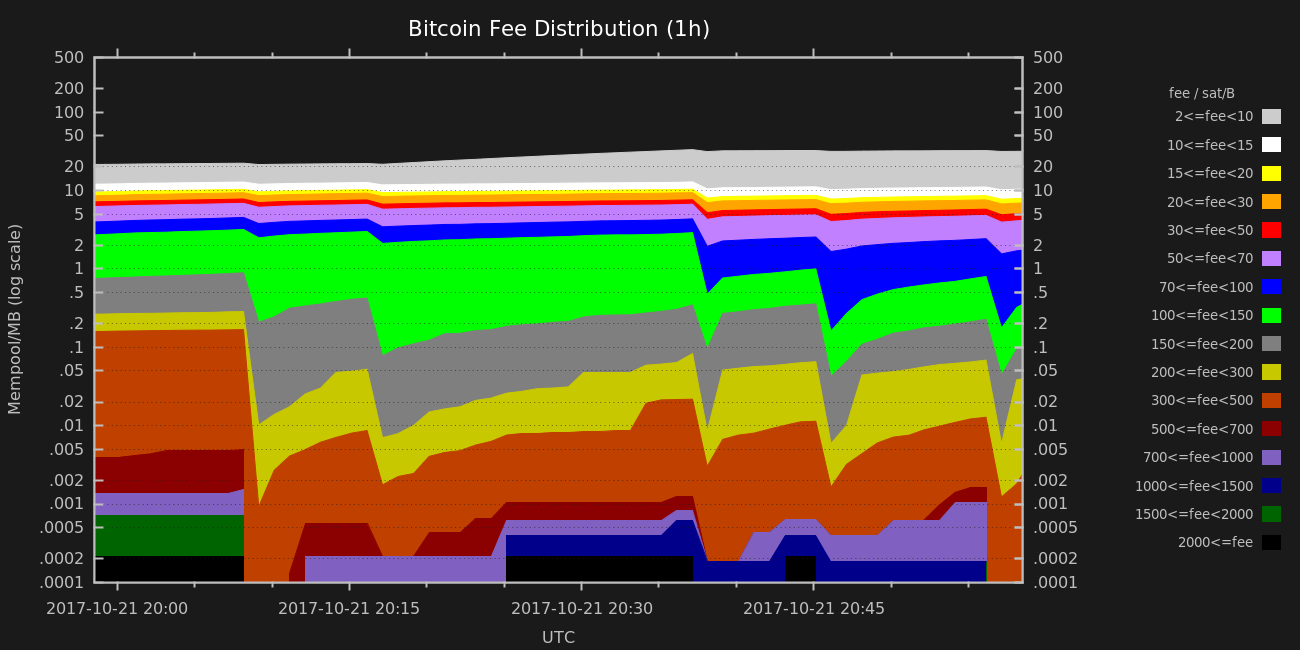 Bitcoin Fee Distribution (1h)
500
200
100
50
20
10
5
2
1
.5
.2
.1
.05
.02
.01
.005
.002
.001
.0005
.0002
.0001
Mempool/MB (log scale)
500
200
100
50
20
10
5
2
1
.5
.2
.1
.05
.02
.01
.005
.002
.001
.0005
.0002
.0001
2017-10-21 20:00 2017-10-21 20:15 2017-10-21 20:30 2017-10-21 20:45
UTC
fee / sat/B
2<=fee<10
10<=fee<15
15<=fee<20
20<=fee<30
30<=fee<50
50<=fee<70
70<=fee<100
100<=fee<150
150<=fee<200
200<=fee<300
300<=fee<500
500<=fee<700
700<=fee<1000
1000<=fee<1500
1500<=fee<2000
2000<=fee